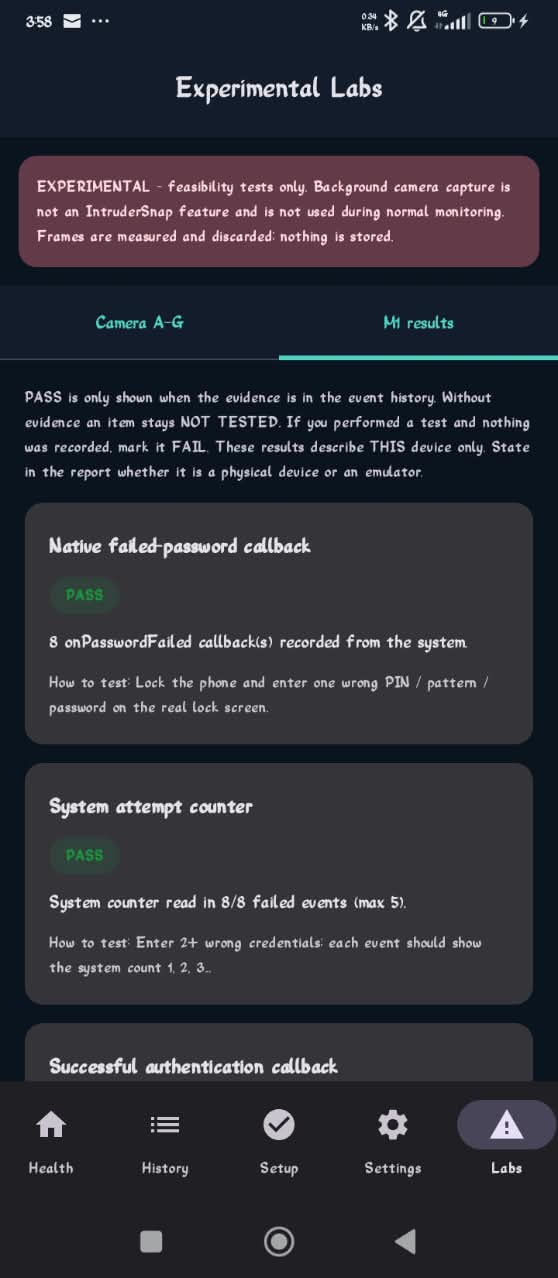 3:58
0.34
KB/s
4G
9
Experimental Labs
EXPERIMENTAL - feasibility tests only. Background camera capture is
not an IntruderSnap feature and is not used during normal monitoring.
Frames are measured and discarded; nothing is stored.
Camera A-G
M1 results
PASS is only shown when the evidence is in the event history. Without
evidence an item stays NOT TESTED. If you performed a test and nothing
was recorded, mark it FAIL. These results describe THIS device only. State
in the report whether it is a physical device or an emulator.
Native failed-password callback
PASS
8 onPasswordFailed callback(s) recorded from the system.
How to test: Lock the phone and enter one wrong PIN / pattern /
password on the real lock screen.
System attempt counter
PASS
System counter read in 8/8 failed events (max 5).
How to test: Enter 2+ wrong credentials; each event should show
the system count 1, 2, 3...
Successful authentication callback
Health
History
Setup
Settings
Labs